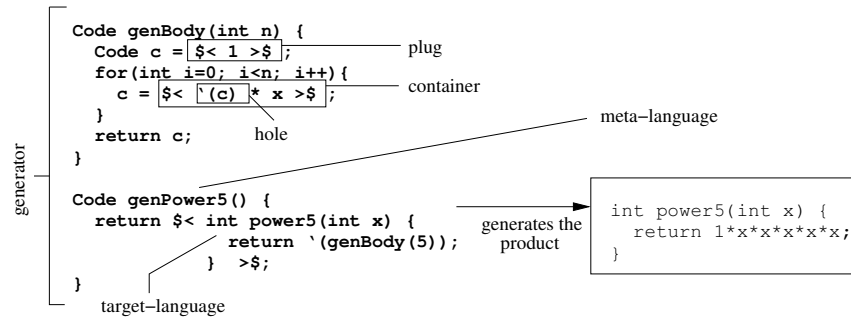 Code genBody(int n) {
Code c = $< 1 >$ ;
plug
for(int i=0; i<n; i++){
c = $< `(c) * x >$ ;
container
}
hole
return c;
meta-language
}
generator
Code genPower5() {
return $< int power5(int x) {
return `(genBody(5));
} >$;
}
target-language
generates the
product
int power5(int x) {
return 1*x*x*x*x*x;
}